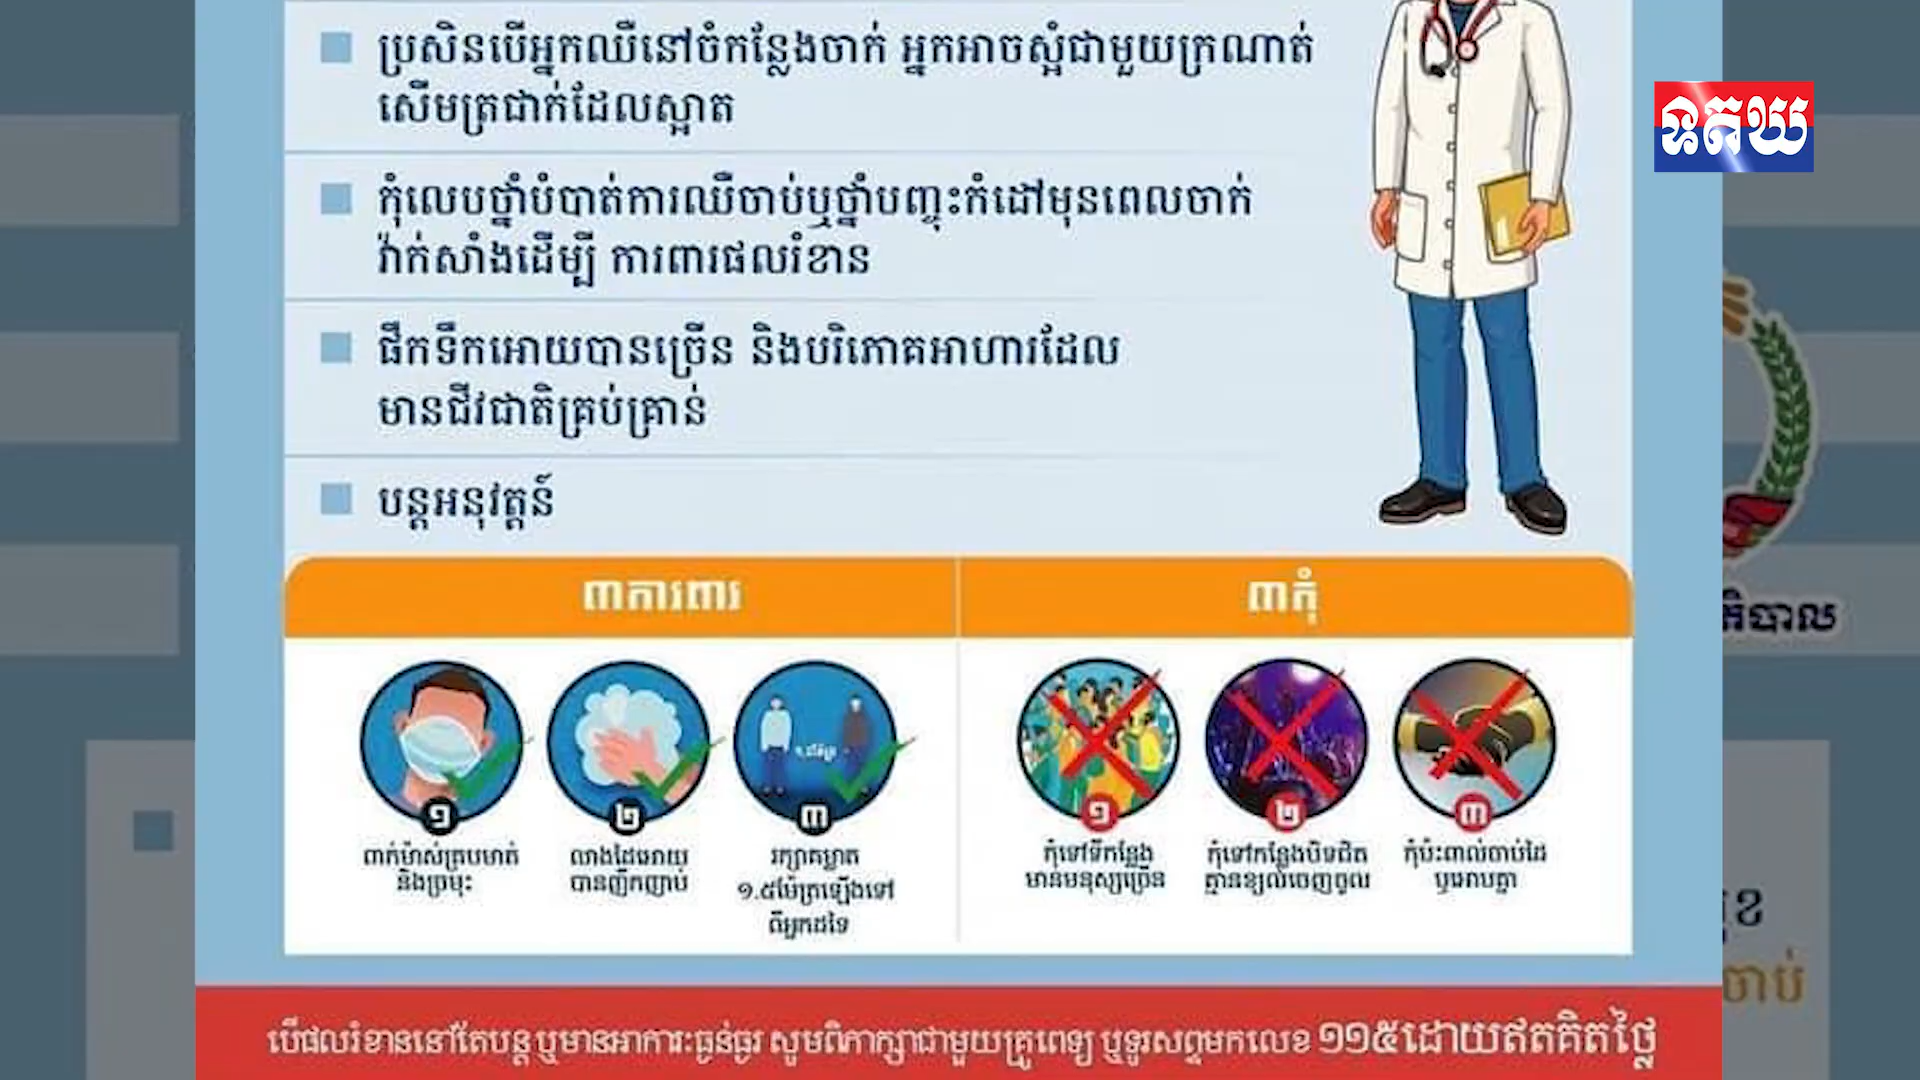 ប្រសិនបើអ្នកឈឺនៅចំកន្លែងចាក់ អ្នកអាចស្អំជាមួយក្រណាត់
សើមត្រជាក់ដែលស្អាត
កុំលេបថ្នាំបំបាត់ការឈឺចាប់ឬថ្នាំបញ្ចុះកំដៅមុនពេលចាក់
វ៉ាក់សាំងដើម្បី ការពារផលរំខាន
ផឹកទឹកអោយបានច្រើន និងបរិភោគអាហារដែល
មានជីវជាតិគ្រប់គ្រាន់
បន្តអនុវត្តន៍
៣ការពារ
៣កុំ
១
២
៣
១
២
៣
ពាក់ម៉ាស់គ្របមាត់
និងច្រមុះ
លាងដៃអោយ
បានញឹកញាប់
រក្សាគម្លាត
១.៥ម៉ែត្រឡើងទៅ
ពីអ្នកដទៃ
កុំទៅទីកន្លែង
មានមនុស្សច្រើន
កុំទៅកន្លែងបិទជិត
គ្មានខ្យល់ចេញចូល
កុំប៉ះពាល់ចាប់ដៃ
ឬអោបគ្នា
បើផលរំខាននៅតែបន្ត ឬមានអាការៈធ្ងន់ធ្ងរ សូមពិភាក្សាជាមួយគ្រូពេទ្យ ឬទូរសព្ទមកលេខ ១១៥ដោយឥតគិតថ្លៃ
ឧតយ
ចាប់